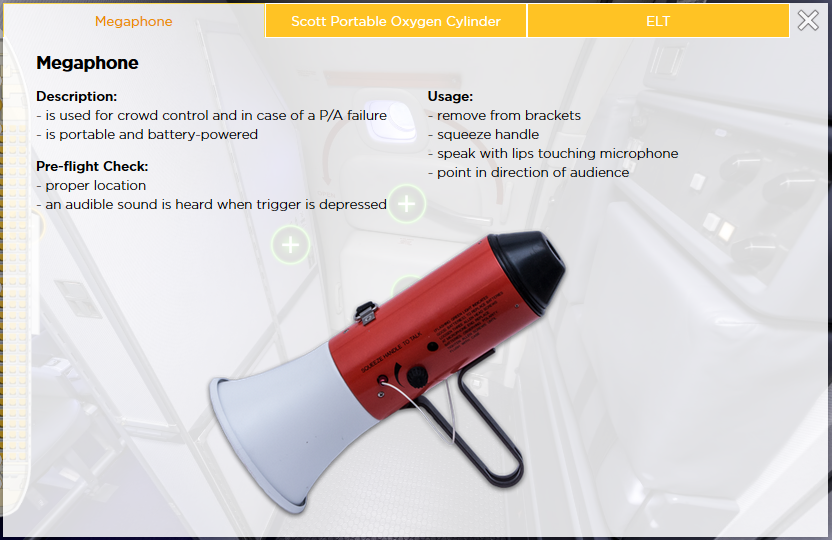 Megaphone
Scott Portable Oxygen Cylinder
ELT
Megaphone
Description:
- is used for crowd control and in case of a P/A failure
- is portable and battery-powered
Pre-flight Check:
- proper location
- an audible sound is heard when trigger is depressed
Usage:
- remove from brackets
- squeeze handle
- speak with lips touching microphone
- point in direction of audience
SQUEEZE HANDLE TO TALK